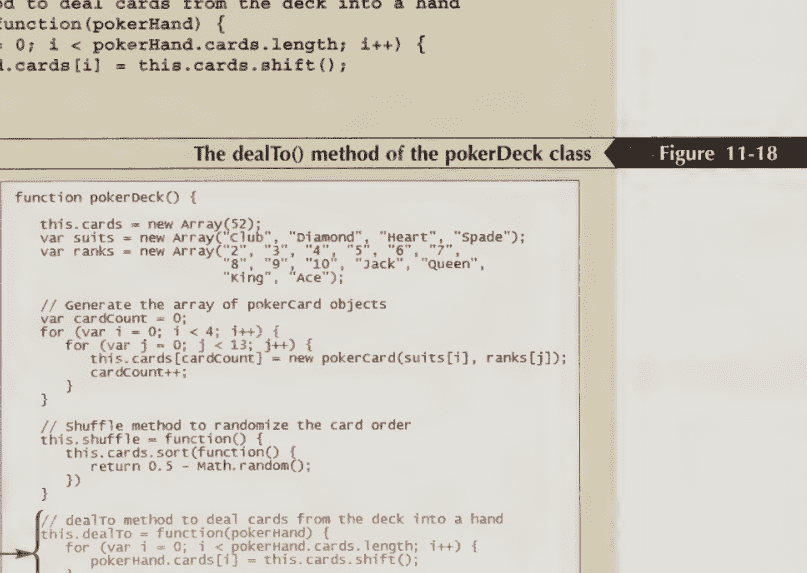 to deal cards from the deck into a hand
function(pokerHand) {
= 0; i < pokerHand.cards.length; i++) {
.cards[i] = this.cards.shift();
The dealTo() method of the pokerDeck class
Figure 11-18
function pokerDeck() {
this.cards = new Array(52);
var suits = new Array("Club", "Diamond", "Heart", "Spade");
var ranks = new Array("2", "3", "4", "5", "6", "7",
"8", "9", "10", "Jack", "Queen",
"King", "Ace");
// Generate the array of pokerCard objects
var cardCount = 0;
for (var i = 0; i < 4; i++) {
for (var j = 0; j < 13; j++) {
this.cards[cardCount] = new pokerCard(suits[i], ranks[j]);
cardCount++;
}
}
// Shuffle method to randomize the card order
this.shuffle = function() {
this.cards.sort(function() {
return 0.5 - Math.random();
})
}
// dealTo method to deal cards from the deck into a hand
this.dealTo = function(pokerHand) {
for (var i = 0; i < pokerHand.cards.length; i++) {
pokerHand.cards[i] = this.cards.shift();